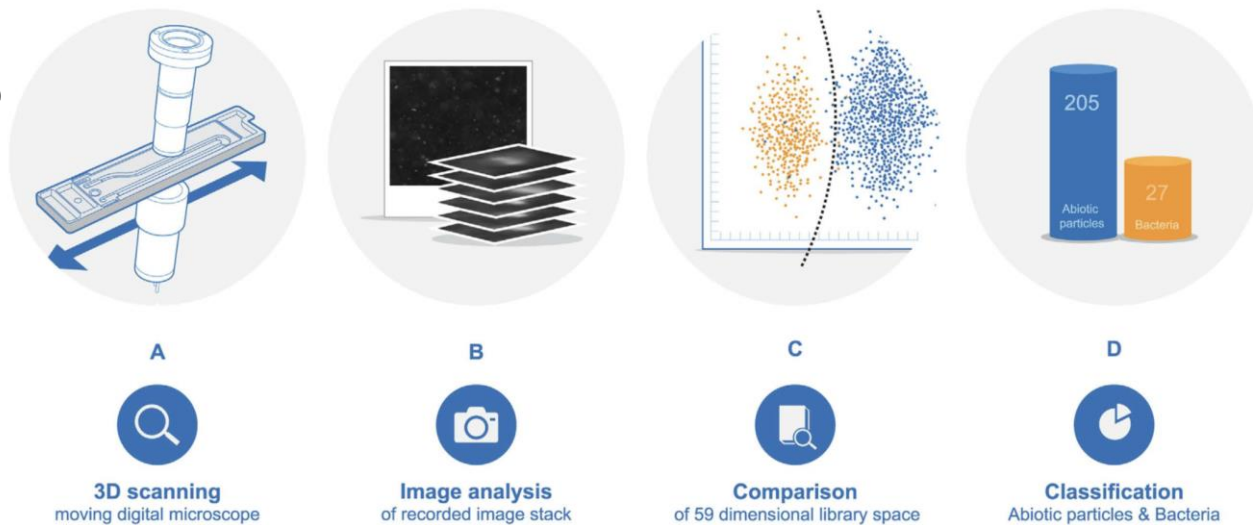 205
Abiotic
particles
27
Bacteria
A
B
C
D
3D scanning
moving digital microscope
Image analysis
of recorded image stack
Comparison
of 59 dimensional library space
Classification
Abiotic particles & Bacteria